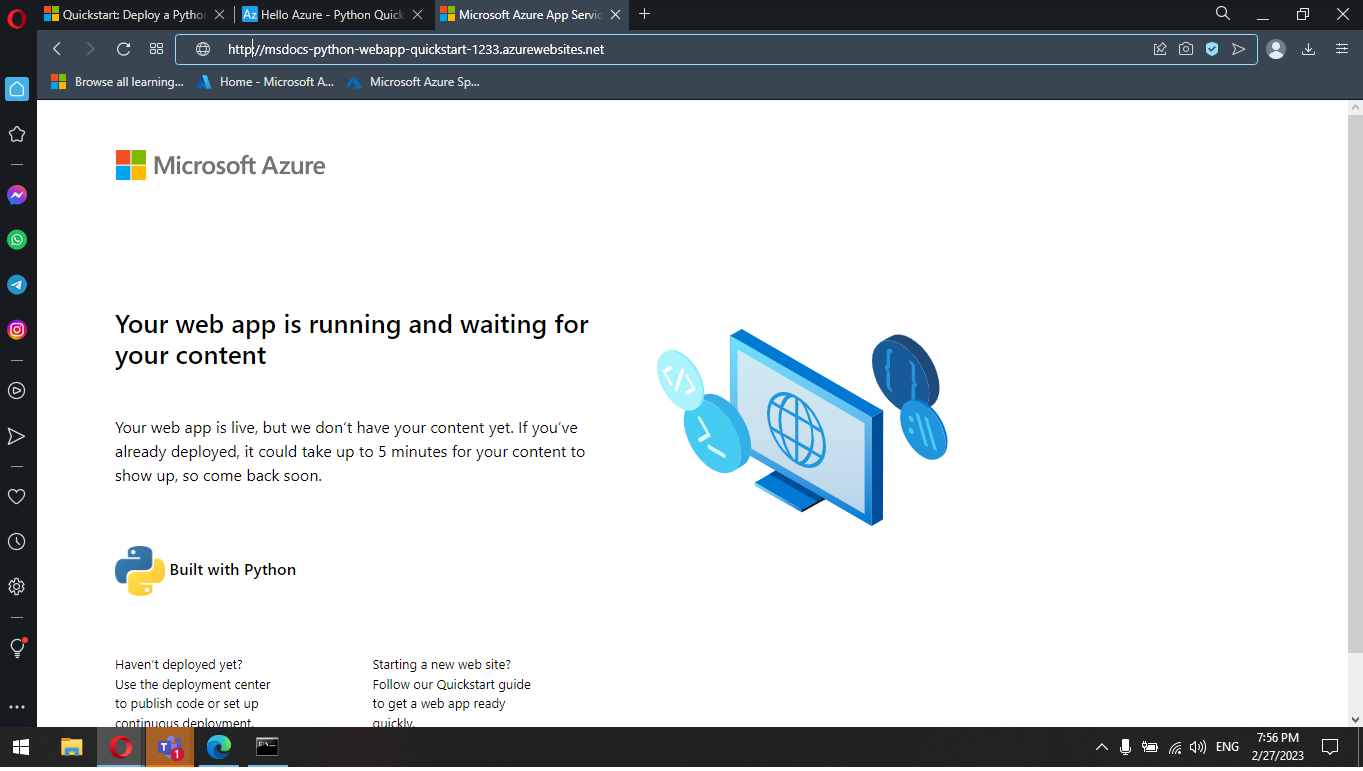 Quickstart: Deploy a Python
Az Hello Azure - Python Quick
Microsoft Azure App Servic
http://msdocs-python-webapp-quickstart-1233.azurewebsites.net
Browse all learning...
Home - Microsoft A...
Microsoft Azure Sp...
Microsoft Azure
Your web app is running and waiting for
your content
Your web app is live, but we don't have your content yet. If you've
already deployed, it could take up to 5 minutes for your content to
show up, so come back soon.
Built with Python
Haven't deployed yet?
Use the deployment center
to publish code or set up
continuous deployment.
Starting a new web site?
Follow our Quickstart guide
to get a web app ready
quickly.
T
1
ENG
7:56 PM
2/27/2023